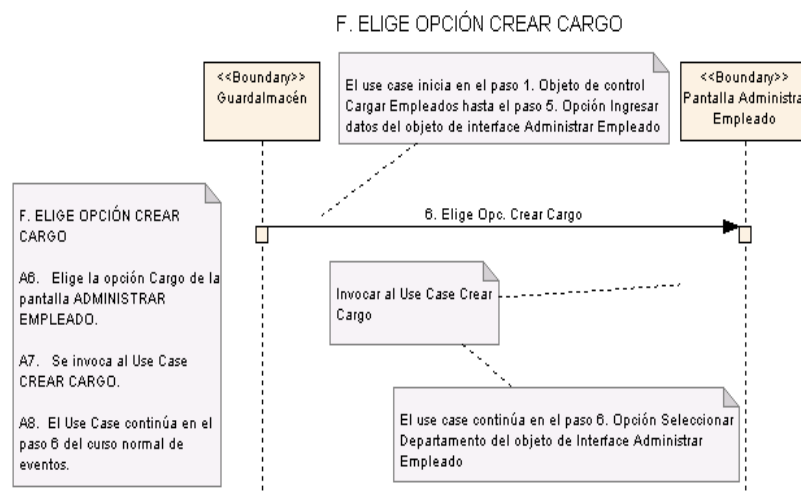 F. ELIGE OPCIÓN CREAR CARGO
<<Boundary>>
Guardalmacén
El use case inicia en el paso 1. Objeto de control
Cargar Empleados hasta el paso 5. Opción Ingresar
datos del objeto de interface Administrar Empleado
<<Boundary>>
Pantalla Administra
Empleado
F. ELIGE OPCIÓN CREAR
CARGO
A6. Elige la opción Cargo de la
pantalla ADMINISTRAR
EMPLEADO.
A7. Se invoca al Use Case
CREAR CARGO.
A8. El Use Case continúa en el
paso 6 del curso normal de
eventos.
6. Elige Opc. Crear Cargo
Invocar al Use Case Crear
Cargo
El use case continúa en el paso 6. Opción Seleccionar
Departamento del objeto de Interface Administrar
Empleado